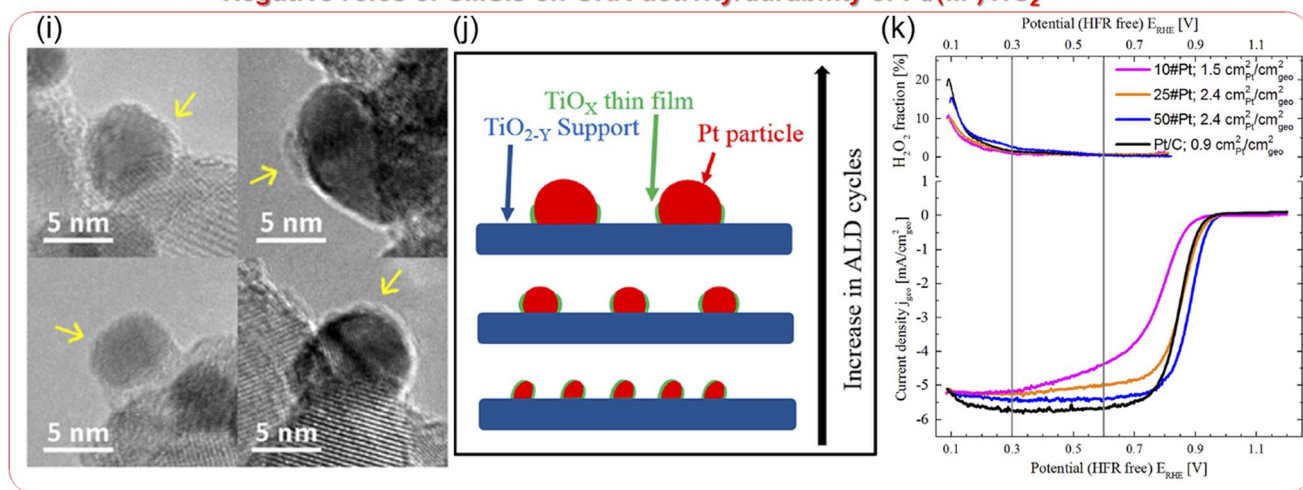 (i)
5 nm
5 nm
5 nm
5 nm
(j)
TiOX thin film
TiO2-Y Support
Pt particle
Increase in ALD cycles
(k)
Potential (HFR free) ERHE [V]
0.1 0.3 0.5 0.7 0.9 1.1
10#Pt; 1.5 cm2Pt/cm2geo
25#Pt; 2.4 cm2Pt/cm2geo
50#Pt; 2.4 cm2Pt/cm2geo
Pt/C; 0.9 cm2Pt/cm2geo
H2O2 fraction [%]
20
10
0
Current density jgeo [mA/cm2geo]
0
-1
-2
-3
-4
-5
-6
0.1 0.3 0.5 0.7 0.9 1.1
Potential (HFR free) ERHE [V]